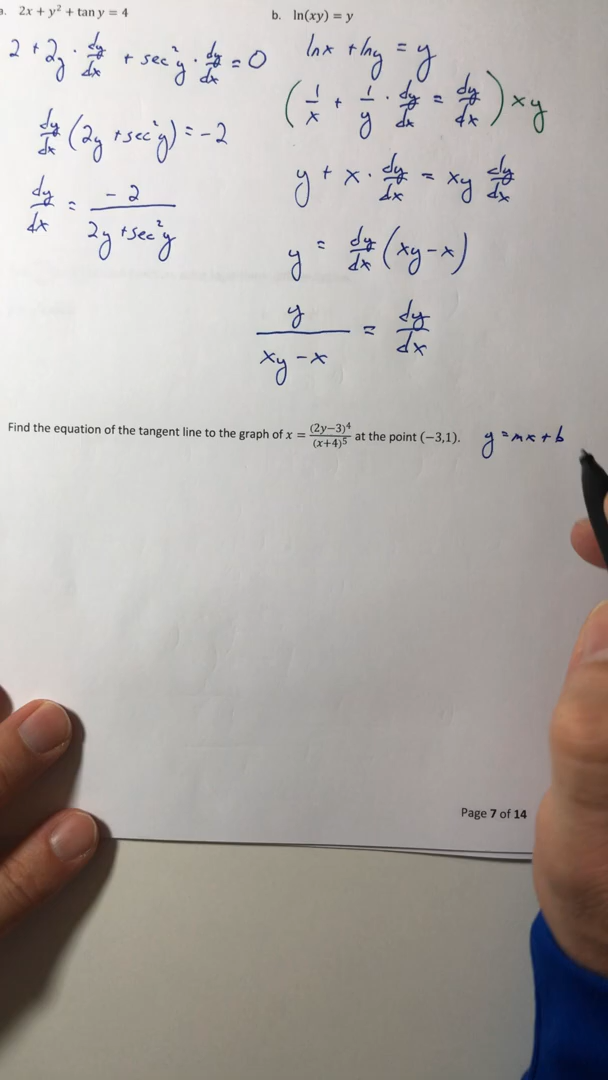 a. 2x + y² + tan y = 4
b. ln(xy) = y
2 + 2y · dy/dx + sec²y · dy/dx = 0
dy/dx (2y + sec²y) = -2
dy/dx = -2 / 2y + sec²y
lnx + lny = y
(1/x + 1/y · dy/dx = dy/dx) xy
y + x · dy/dx = xy dy/dx
y = dy/dx (xy - x)
y / xy - x = dy/dx
Find the equation of the tangent line to the graph of x = (2y−3)⁴/(x+4)⁵ at the point (−3,1). y = mx + b
Page 7 of 14